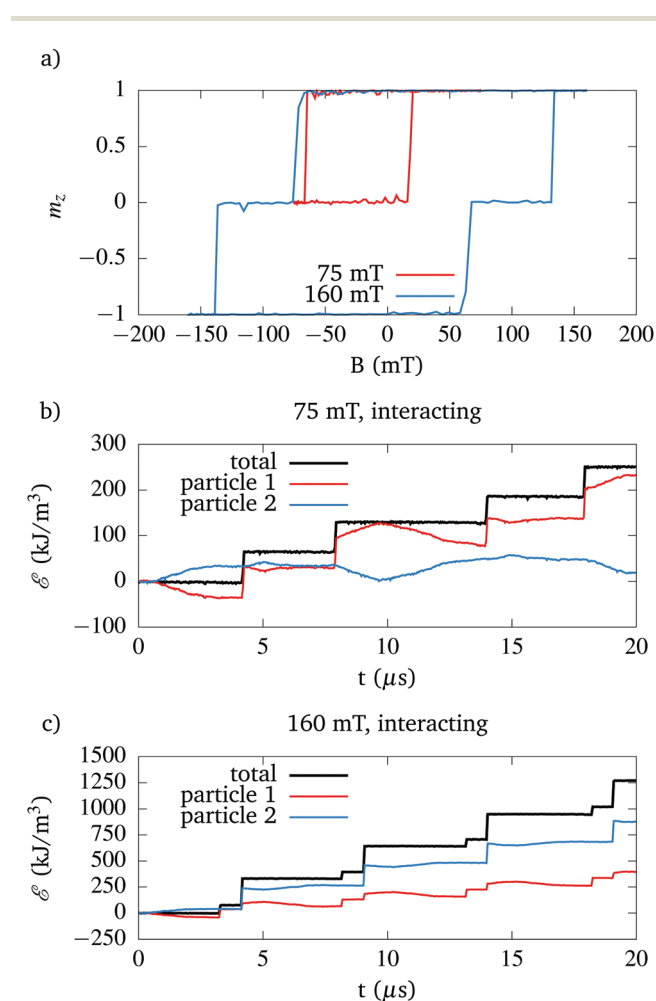 a)
1
0.5
0
−0.5
−1
m_z
75 mT
160 mT
−200 −150 −100 −50 0 50 100 150 200
B (mT)
b) 75 mT, interacting
300
200
100
0
−100
ℰ (kJ/m³)
total
particle 1
particle 2
0 5 10 15 20
t (μs)
c) 160 mT, interacting
1500
1250
1000
750
500
250
0
−250
ℰ (kJ/m³)
total
particle 1
particle 2
0 5 10 15 20
t (μs)